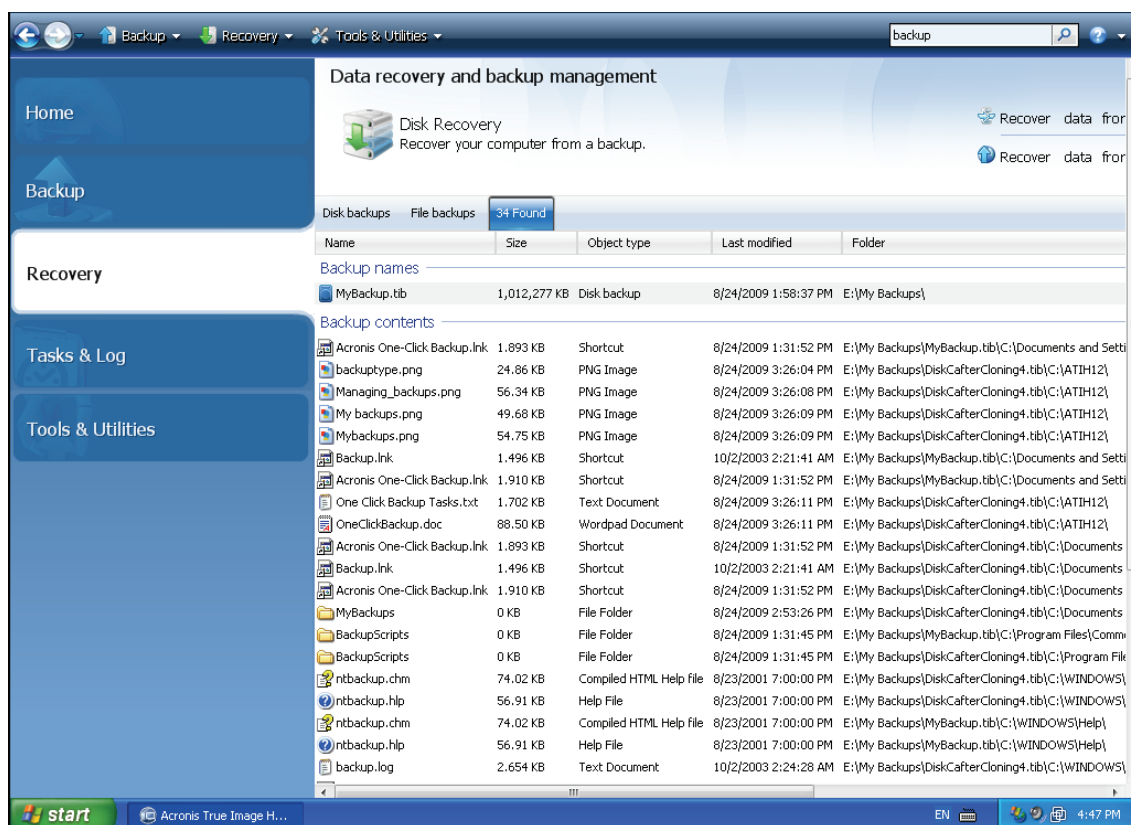 Backup Recovery Tools & Utilities backup
Home
Backup
Recovery
Tasks & Log
Tools & Utilities
Data recovery and backup management
Disk Recovery
Recover your computer from a backup.
Recover data fror
Recover data fror
Disk backups File backups 34 Found
Name Size Object type Last modified Folder
Backup names
MyBackup.tib 1,012,277 KB Disk backup 8/24/2009 1:58:37 PM E:\My Backups\
Backup contents
Acronis One-Click Backup.lnk 1.893 KB Shortcut 8/24/2009 1:31:52 PM E:\My Backups\MyBackup.tib\C:\Documents and Setti
backuptype.png 24.86 KB PNG Image 8/24/2009 3:26:04 PM E:\My Backups\DiskCafterCloning4.tib\C:\ATIH12\
Managing_backups.png 56.34 KB PNG Image 8/24/2009 3:26:08 PM E:\My Backups\DiskCafterCloning4.tib\C:\ATIH12\
My backups.png 49.68 KB PNG Image 8/24/2009 3:26:09 PM E:\My Backups\DiskCafterCloning4.tib\C:\ATIH12\
Mybackups.png 54.75 KB PNG Image 8/24/2009 3:26:09 PM E:\My Backups\DiskCafterCloning4.tib\C:\ATIH12\
Backup.lnk 1.496 KB Shortcut 10/2/2003 2:21:41 AM E:\My Backups\MyBackup.tib\C:\Documents and Setti
Acronis One-Click Backup.lnk 1.910 KB Shortcut 8/24/2009 1:31:52 PM E:\My Backups\MyBackup.tib\C:\Documents and Setti
One Click Backup Tasks.txt 1.702 KB Text Document 8/24/2009 3:26:11 PM E:\My Backups\DiskCafterCloning4.tib\C:\ATIH12\
OneClickBackup.doc 88.50 KB Wordpad Document 8/24/2009 3:26:11 PM E:\My Backups\DiskCafterCloning4.tib\C:\ATIH12\
Acronis One-Click Backup.lnk 1.893 KB Shortcut 8/24/2009 1:31:52 PM E:\My Backups\DiskCafterCloning4.tib\C:\Documents
Backup.lnk 1.496 KB Shortcut 10/2/2003 2:21:41 AM E:\My Backups\DiskCafterCloning4.tib\C:\Documents
Acronis One-Click Backup.lnk 1.910 KB Shortcut 8/24/2009 1:31:52 PM E:\My Backups\DiskCafterCloning4.tib\C:\Documents
MyBackups 0 KB File Folder 8/24/2009 2:53:26 PM E:\My Backups\DiskCafterCloning4.tib\C:\Documents
BackupScripts 0 KB File Folder 8/24/2009 1:31:45 PM E:\My Backups\MyBackup.tib\C:\Program Files\Comm
BackupScripts 0 KB File Folder 8/24/2009 1:31:45 PM E:\My Backups\DiskCafterCloning4.tib\C:\Program File
ntbackup.chm 74.02 KB Compiled HTML Help file 8/23/2001 7:00:00 PM E:\My Backups\DiskCafterCloning4.tib\C:\WINDOWS\
ntbackup.hlp 56.91 KB Help File 8/23/2001 7:00:00 PM E:\My Backups\DiskCafterCloning4.tib\C:\WINDOWS\
ntbackup.chm 74.02 KB Compiled HTML Help file 8/23/2001 7:00:00 PM E:\My Backups\MyBackup.tib\C:\WINDOWS\Help\
ntbackup.hlp 56.91 KB Help File 8/23/2001 7:00:00 PM E:\My Backups\MyBackup.tib\C:\WINDOWS\Help\
backup.log 2.654 KB Text Document 10/2/2003 2:24:28 AM E:\My Backups\DiskCafterCloning4.tib\C:\WINDOWS\
start Acronis True Image H... EN 4:47 PM